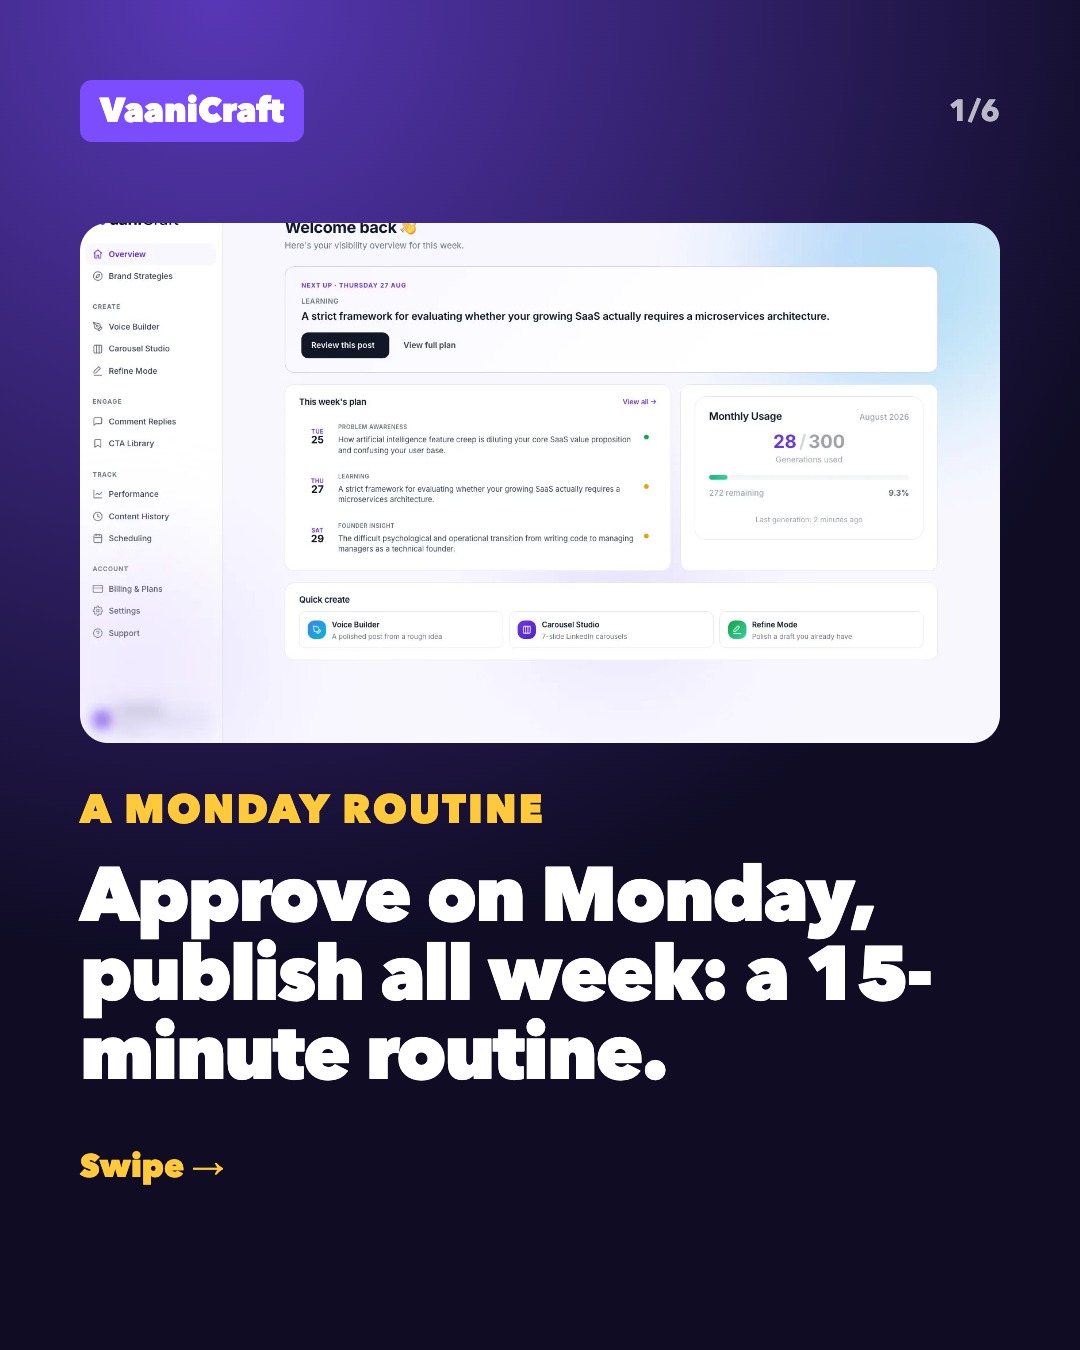 VaaniCraft
1/6
Welcome back 👋
Here's your visibility overview for this week.
Overview
Brand Strategies
CREATE
Voice Builder
Carousel Studio
Refine Mode
ENGAGE
Comment Replies
CTA Library
TRACK
Performance
Content History
Scheduling
ACCOUNT
Billing & Plans
Settings
Support
NEXT UP · THURSDAY 27 AUG
LEARNING
A strict framework for evaluating whether your growing SaaS actually requires a microservices architecture.
Review this post
View full plan
This week's plan
View all →
TUE
25
PROBLEM AWARENESS
How artificial intelligence feature creep is diluting your core SaaS value proposition
and confusing your user base.
THU
27
LEARNING
A strict framework for evaluating whether your growing SaaS actually requires a
microservices architecture.
SAT
29
FOUNDER INSIGHT
The difficult psychological and operational transition from writing code to managing
managers as a technical founder.
Monthly Usage
August 2026
28 / 300
Generations used
272 remaining
9.3%
Last generation: 2 minutes ago
Quick create
Voice Builder
A polished post from a rough idea
Carousel Studio
7-slide LinkedIn carousels
Refine Mode
Polish a draft you already have
A MONDAY ROUTINE
Approve on Monday,
publish all week: a 15-
minute routine.
Swipe →